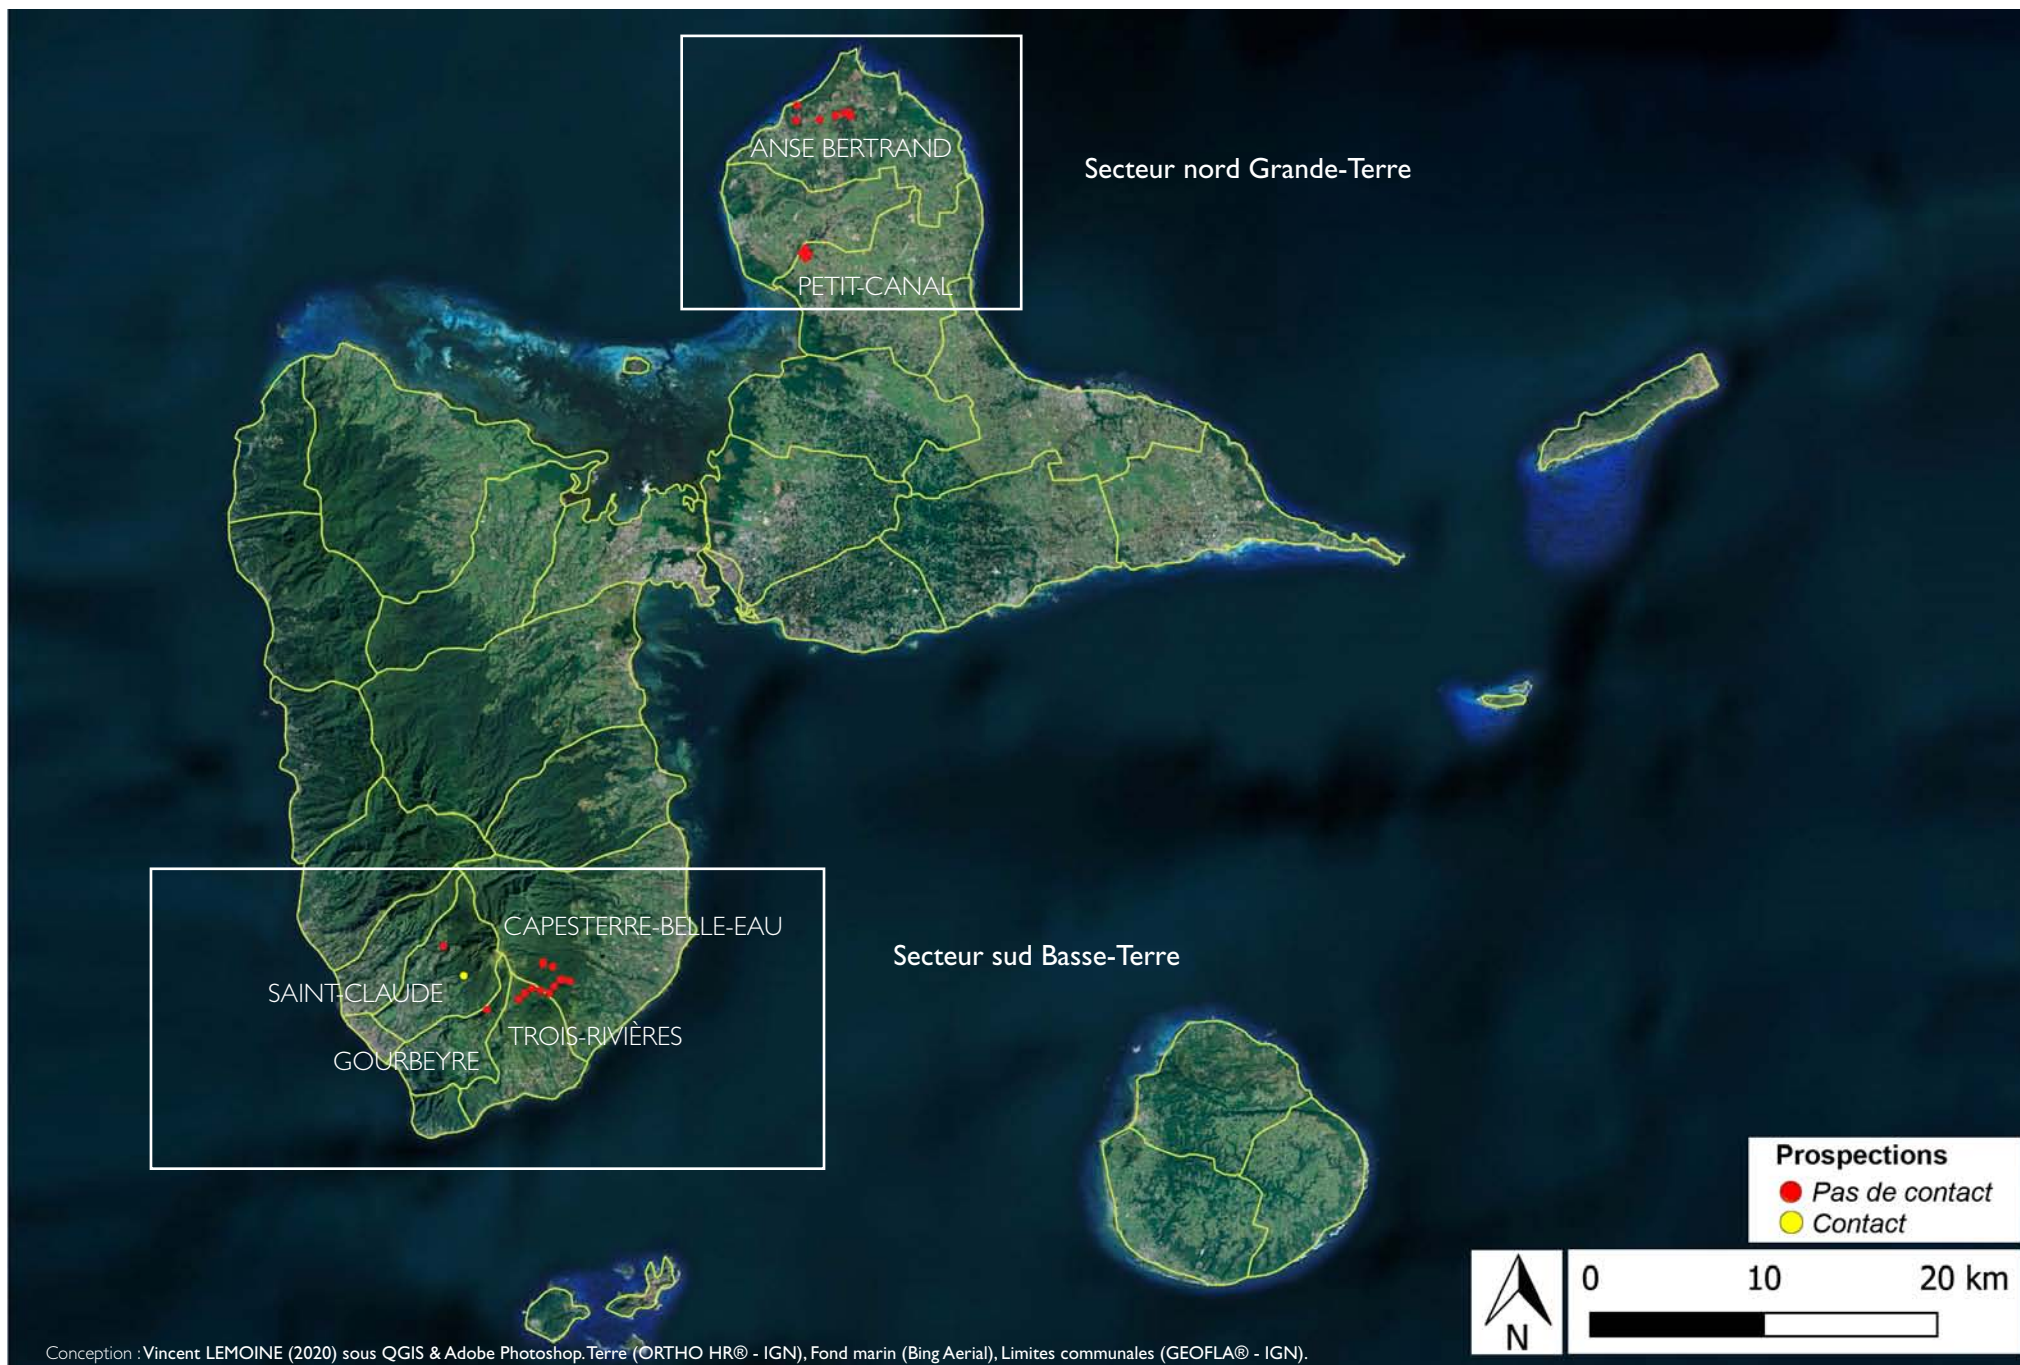 ANSE BERTRAND
Secteur nord Grande-Terre
PETIT-CANAL
CAPESTERRE-BELLE-EAU
Secteur sud Basse-Terre
SAINT-CLAUDE
TROIS-RIVIÈRES
GOURBEYRE
Prospections
Pas de contact
Contact
0 10 20 km
N
Conception : Vincent LEMOINE (2020) sous QGIS & Adobe Photoshop. Terre (ORTHO HR® - IGN), Fond marin (Bing Aerial), Limites communales (GEOFLA® - IGN).